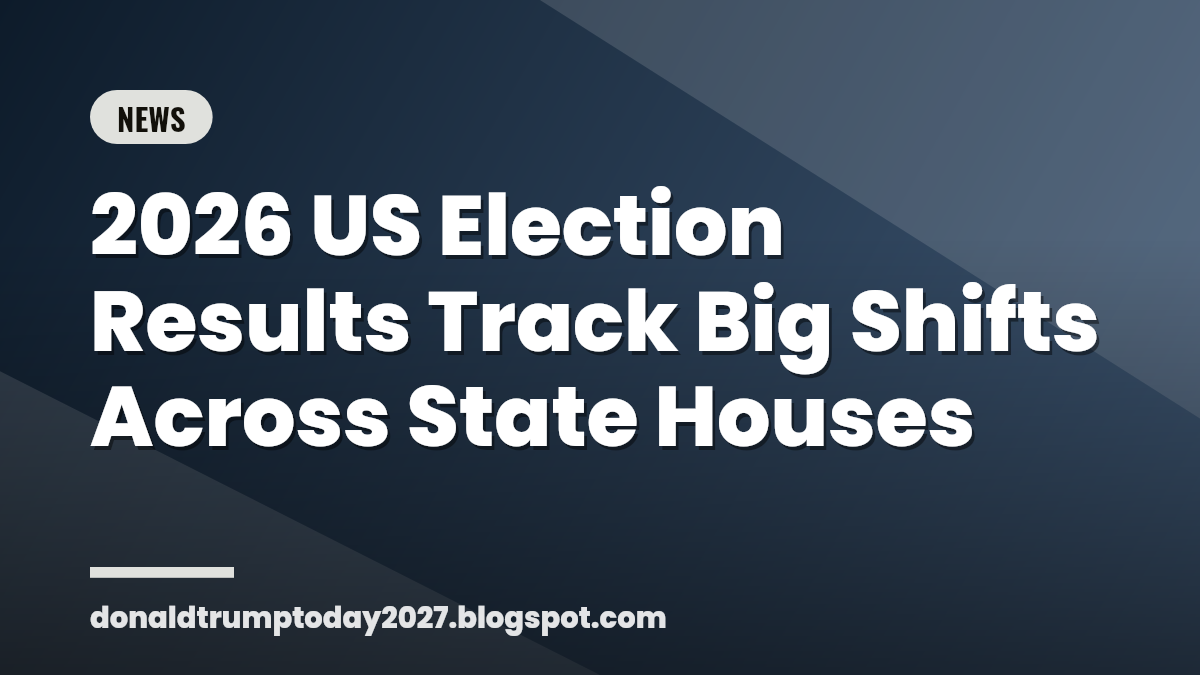 NEWS
2026 US Election
Results Track Big Shifts
Across State Houses
donaldtrumptoday2027.blogspot.com